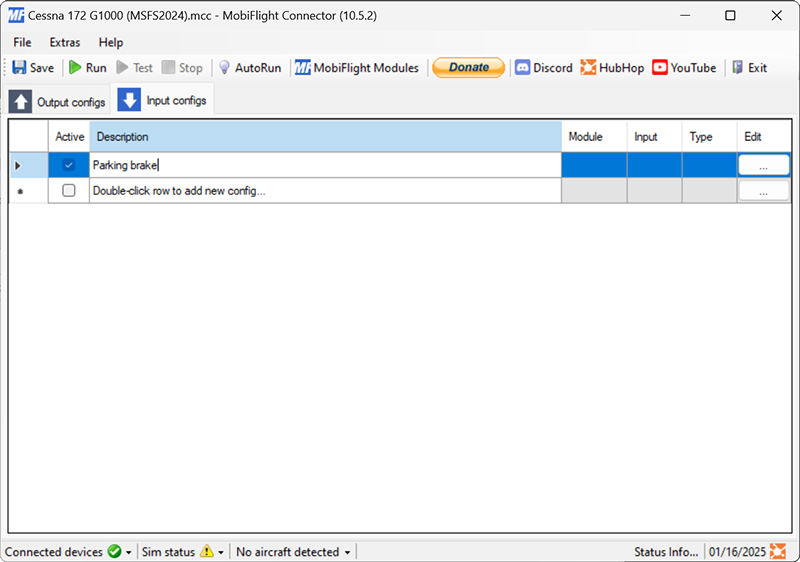 MF Cessna 172 G1000 (MSFS2024).mcc - MobiFlight Connector (10.5.2)
File Extras Help
Save Run Test Stop AutoRun MF MobiFlight Modules Donate Discord HubHop YouTube Exit
Output configs Input configs
Active Description Module Input Type Edit
Parking brake ...
Double-click row to add new config... ...
Connected devices Sim status No aircraft detected Status Info... 01/16/2025